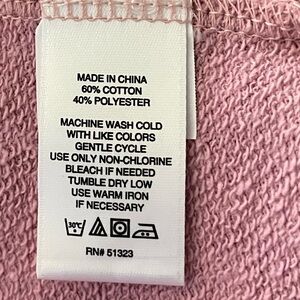 MADE IN CHINA
60% COTTON
40% POLYESTER
MACHINE WASH COLD
WITH LIKE COLORS
GENTLE CYCLE
USE ONLY NON-CHLORINE
BLEACH IF NEEDED
TUMBLE DRY LOW
USE WARM IRON
IF NECESSARY
30°C
RN# 51323